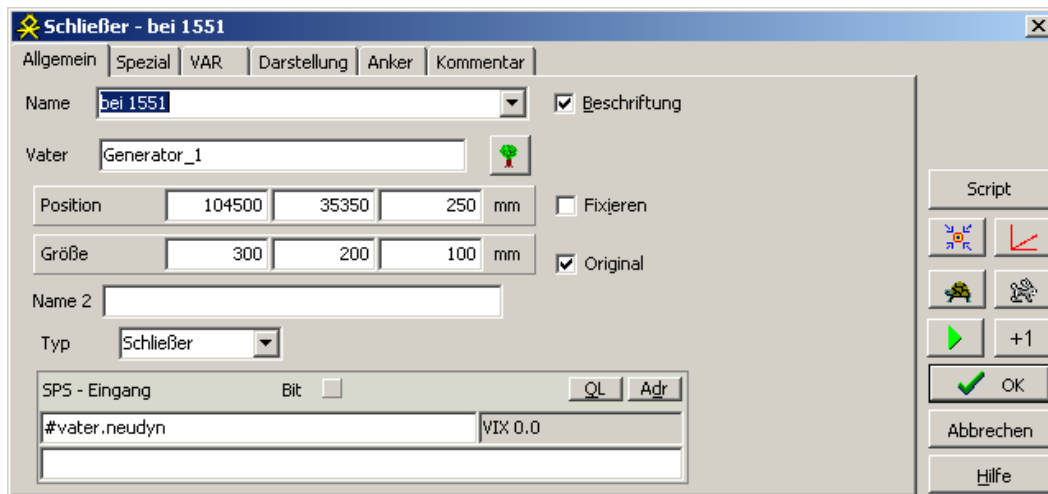 Schließer - bei 1551
Allgemein Spezial VAR Darstellung Anker Kommentar
Name bei 1551 Beschriftung
Vater Generator_1
Position 104500 35350 250 mm Fixieren
Größe 300 200 100 mm Original
Name 2
Typ Schließer
SPS - Eingang Bit QL Adr
#vater.neudyn VIX 0.0
Script
+1
OK
Abbrechen
Hilfe